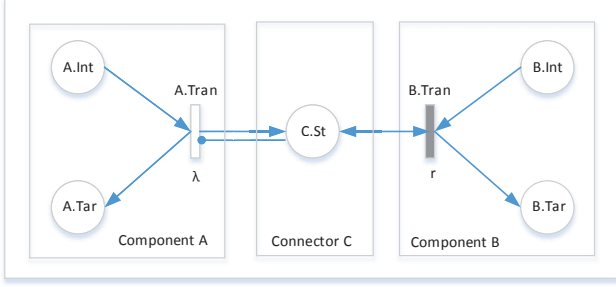 A.Int
B.Int
A.Tran
B.Tran
C.St
λ
r
A.Tar
B.Tar
Component A
Connector C
Component B